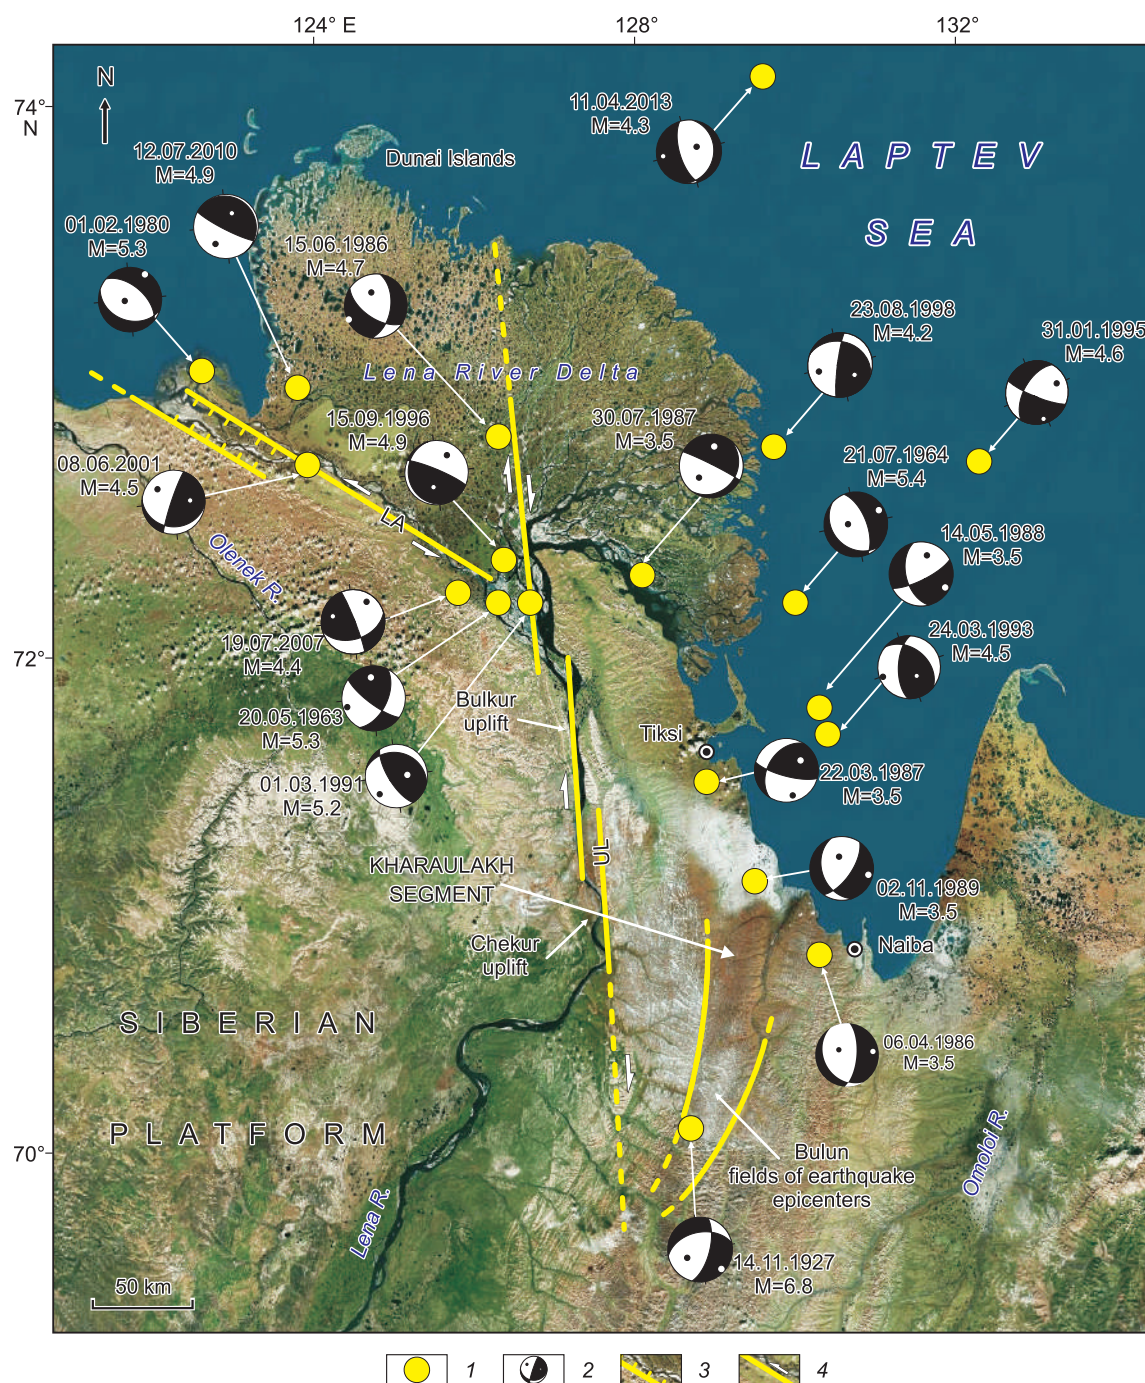 124° E
128°
132°
74°
N
72°
70°
N
11.04.2013
M=4.3
LAPTEV
SEA
Dunai Islands
12.07.2010
M=4.9
01.02.1980
M=5.3
15.06.1986
M=4.7
23.08.1998
M=4.2
31.01.1995
M=4.6
Lena River Delta
15.09.1996
M=4.9
30.07.1987
M=3.5
21.07.1964
M=5.4
08.06.2001
M=4.5
LA
14.05.1988
M=3.5
Olenek R.
24.03.1993
M=4.5
19.07.2007
M=4.4
20.05.1963
M=5.3
Bulkur
uplift
Tiksi
01.03.1991
M=5.2
22.03.1987
M=3.5
UL
KHARAULAKH
SEGMENT
02.11.1989
M=3.5
Chekur
uplift
Naiba
SIBERIAN
PLATFORM
06.04.1986
M=3.5
Bulun
fields of earthquake
epicenters
Omoloi R.
Lena R.
14.11.1927
M=6.8
50 km
1
2
3
4